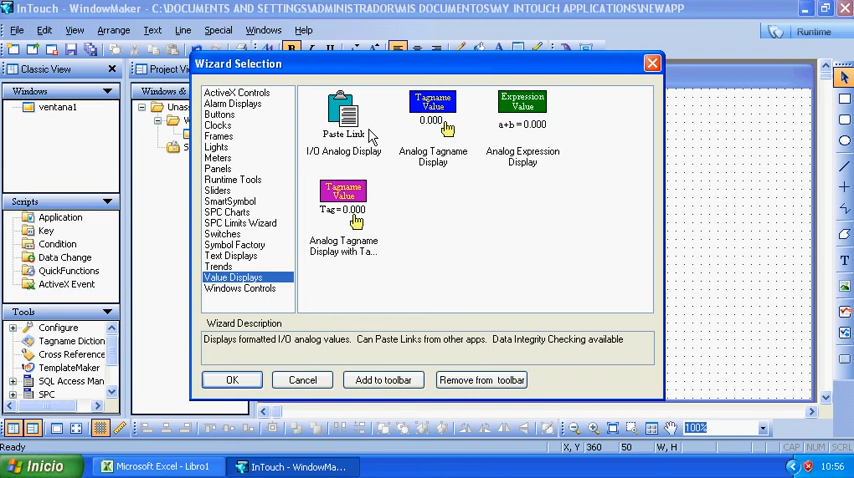 InTouch - WindowMaker - C:\DOCUMENTS AND SETTINGS\ADMINISTRADOR\MIS DOCUMENTOS\MY INTOUCH APPLICATIONS\NEWAPP
File Edit View Arrange Text Line Special Windows Help
Runtime
Classic View
Project View
Windows
Windows &
ventana1
Unas
W
S
Scripts
Application
Key
Condition
Data Change
QuickFunctions
ActiveX Event
Tools
Configure
Tagname Diction
Cross Reference
TemplateMaker
SQL Access Man
SPC
Wizard Selection
ActiveX Controls
Alarm Displays
Buttons
Clocks
Frames
Lights
Meters
Panels
Runtime Tools
Sliders
SmartSymbol
SPC Charts
SPC Limits Wizard
Switches
Symbol Factory
Text Displays
Trends
Value Displays
Windows Controls
Paste Link
I/O Analog Display
Tagname
Value
0.000
Analog Tagname
Display
Expression
Value
a+b = 0.000
Analog Expression
Display
Tagname
Value
Tag = 0.000
Analog Tagname
Display with Ta...
Wizard Description
Displays formatted I/O analog values. Can Paste Links from other apps. Data Integrity Checking available
OK Cancel Add to toolbar Remove from toolbar
100%
Ready
X, Y 360 50 W, H
CAP NUM SCRL
Inicio
Microsoft Excel - Libro1
InTouch - WindowMa...
10:56